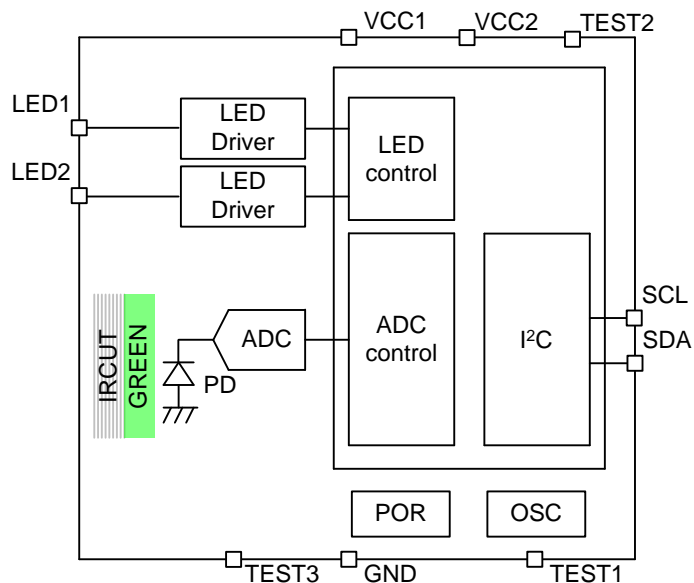 VCC1
VCC2
TEST2
LED1
LED
Driver
LED
control
LED2
LED
Driver
IRCUT
GREEN
PD
ADC
ADC
control
I²C
SCL
SDA
POR
OSC
TEST3
GND
TEST1